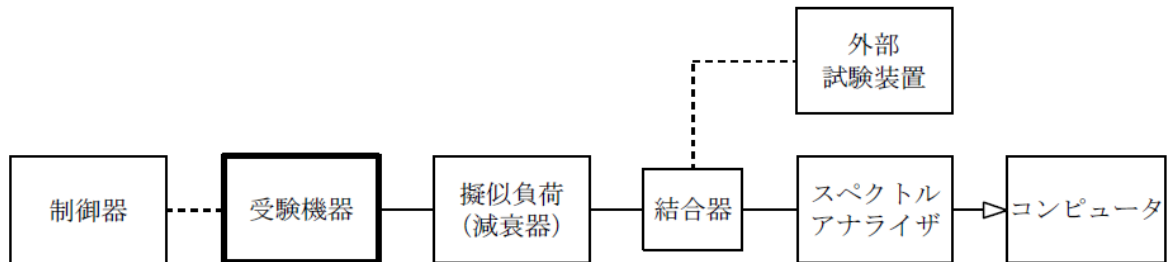 外部
試験装置
制御器
受験機器
擬似負荷
（減衰器）
結合器
スペクトル
アナライザ
コンピュータ